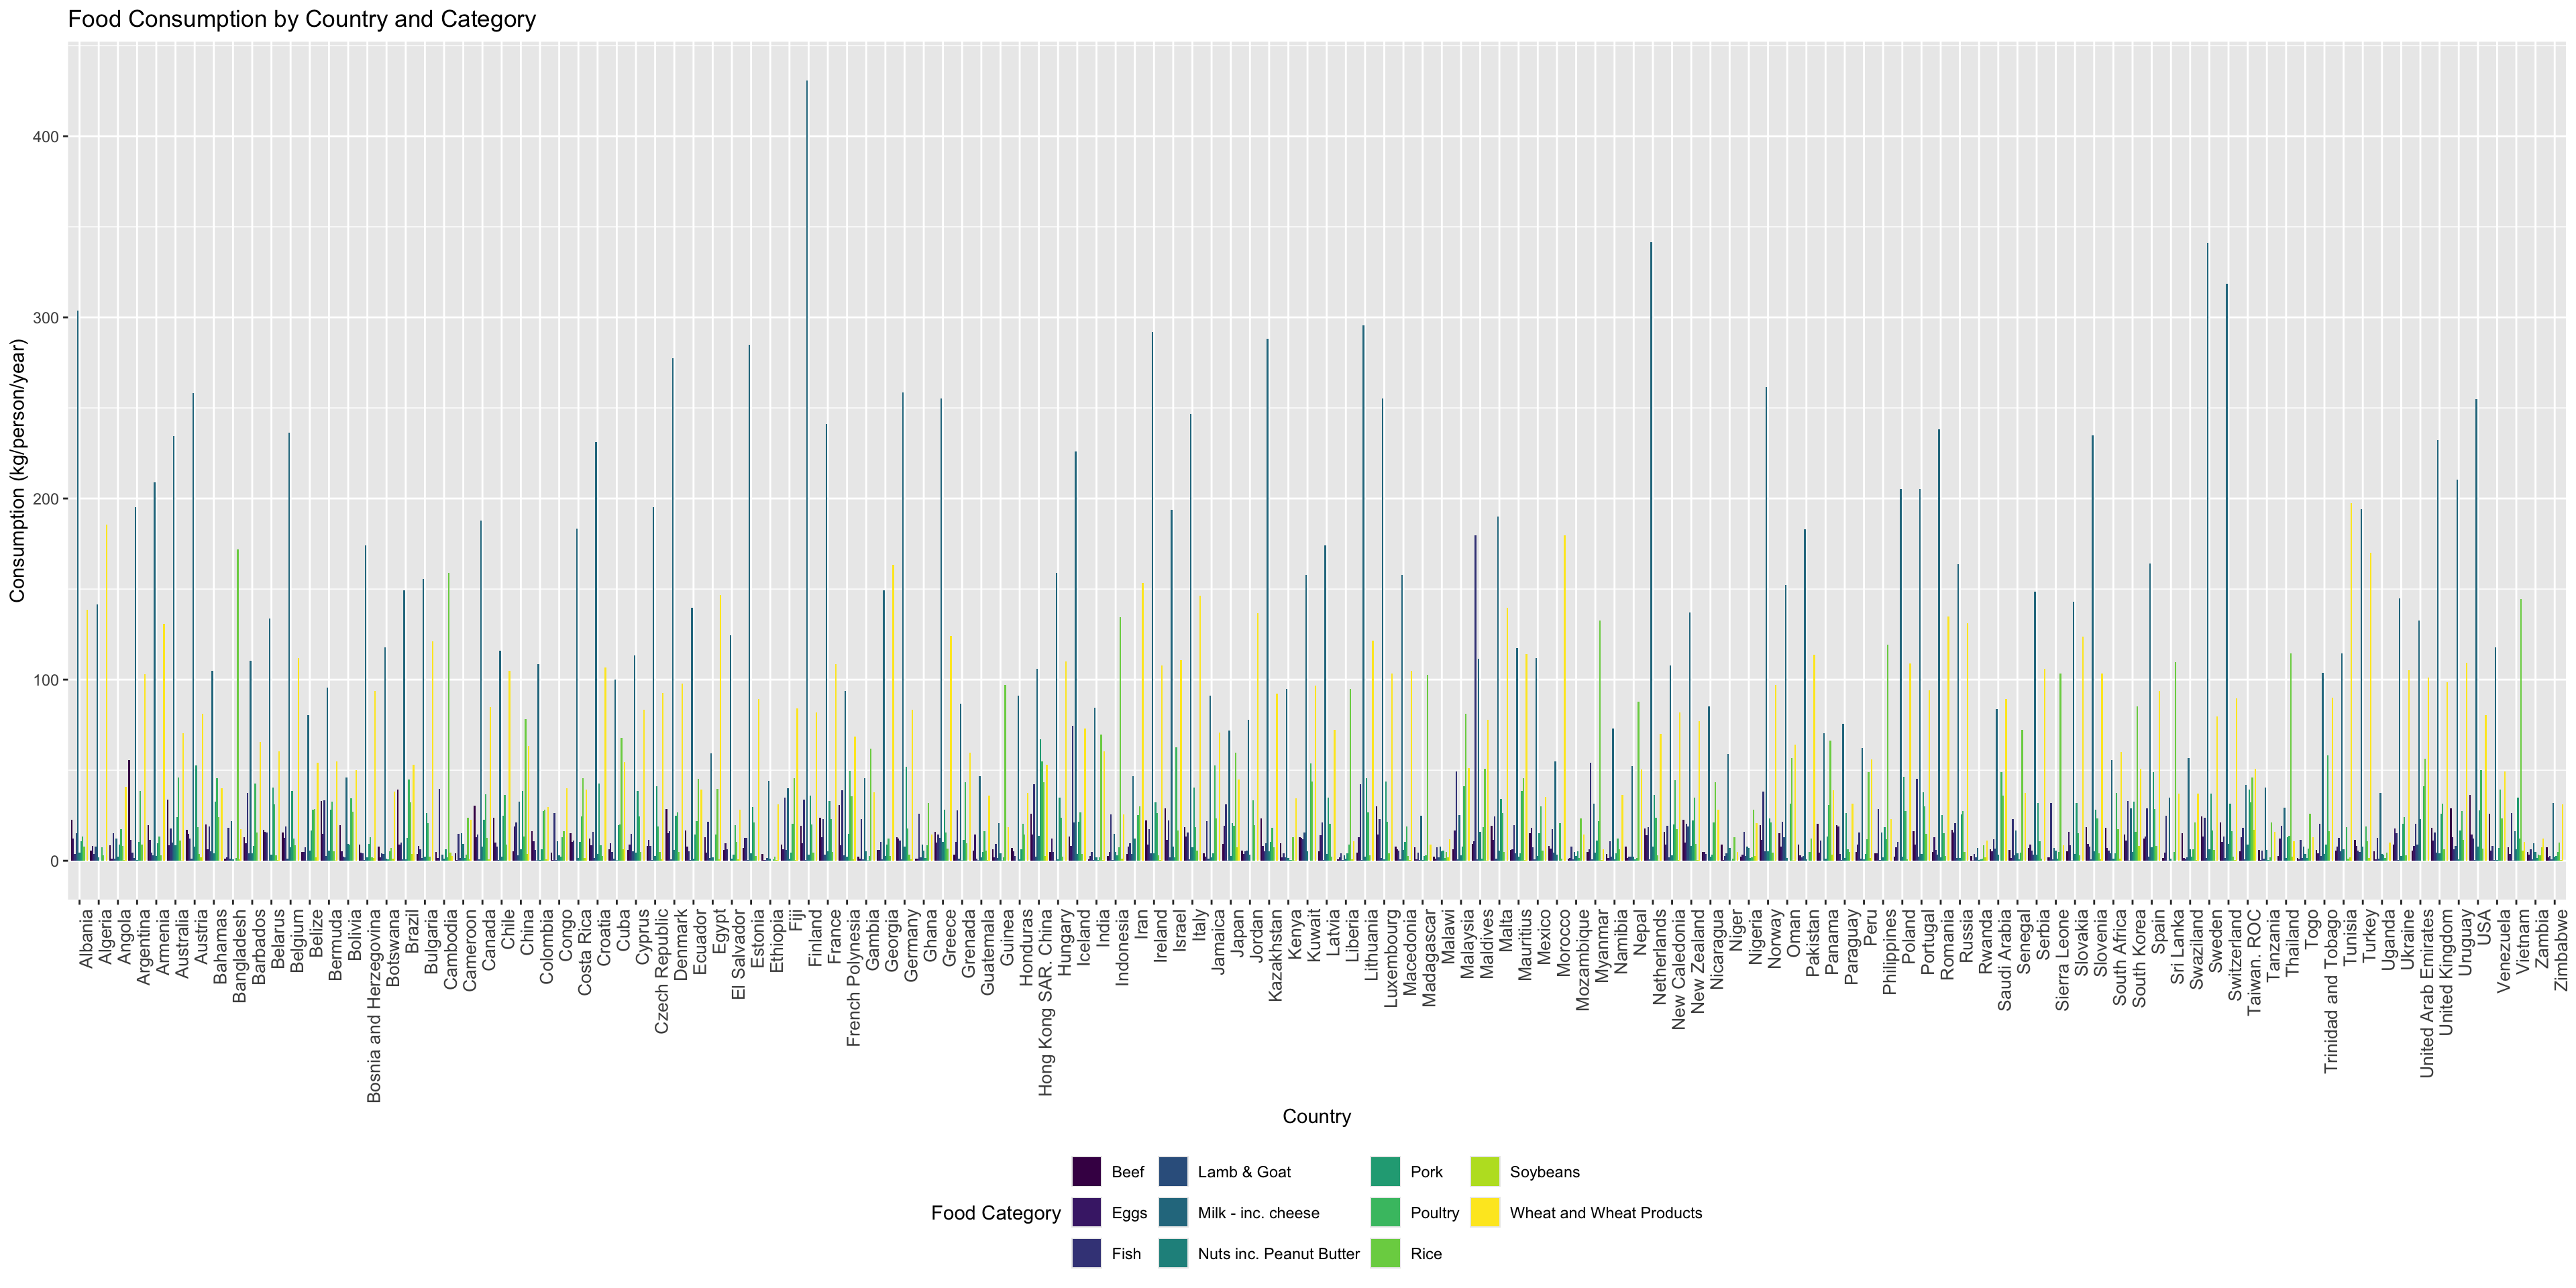 Food Consumption by Country and Category
Consumption (kg/person/year)
400
300
200
100
0
Albania
Algeria
Angola
Argentina
Armenia
Australia
Austria
Bahamas
Bangladesh
Barbados
Belarus
Belgium
Belize
Bermuda
Bolivia
Bosnia and Herzegovina
Botswana
Brazil
Bulgaria
Cambodia
Cameroon
Canada
Chile
China
Colombia
Congo
Costa Rica
Croatia
Cuba
Cyprus
Czech Republic
Denmark
Ecuador
Egypt
El Salvador
Estonia
Ethiopia
Fiji
Finland
France
French Polynesia
Gambia
Georgia
Germany
Ghana
Greece
Grenada
Guatemala
Guinea
Honduras
Hong Kong SAR. China
Hungary
Iceland
India
Indonesia
Iran
Ireland
Israel
Italy
Jamaica
Japan
Jordan
Kazakhstan
Kenya
Kuwait
Latvia
Liberia
Lithuania
Luxembourg
Macedonia
Madagascar
Malawi
Malaysia
Maldives
Malta
Mauritius
Mexico
Morocco
Mozambique
Myanmar
Namibia
Nepal
Netherlands
New Caledonia
New Zealand
Nicaragua
Niger
Nigeria
Norway
Oman
Pakistan
Panama
Paraguay
Peru
Philippines
Poland
Portugal
Romania
Russia
Rwanda
Saudi Arabia
Senegal
Serbia
Sierra Leone
Slovakia
Slovenia
South Africa
South Korea
Spain
Sri Lanka
Swaziland
Sweden
Switzerland
Taiwan. ROC
Tanzania
Thailand
Togo
Trinidad and Tobago
Tunisia
Turkey
Uganda
Ukraine
United Arab Emirates
United Kingdom
Uruguay
USA
Venezuela
Vietnam
Zambia
Zimbabwe
Country
Food Category
Beef
Eggs
Fish
Lamb & Goat
Milk - inc. cheese
Nuts inc. Peanut Butter
Pork
Poultry
Rice
Soybeans
Wheat and Wheat Products